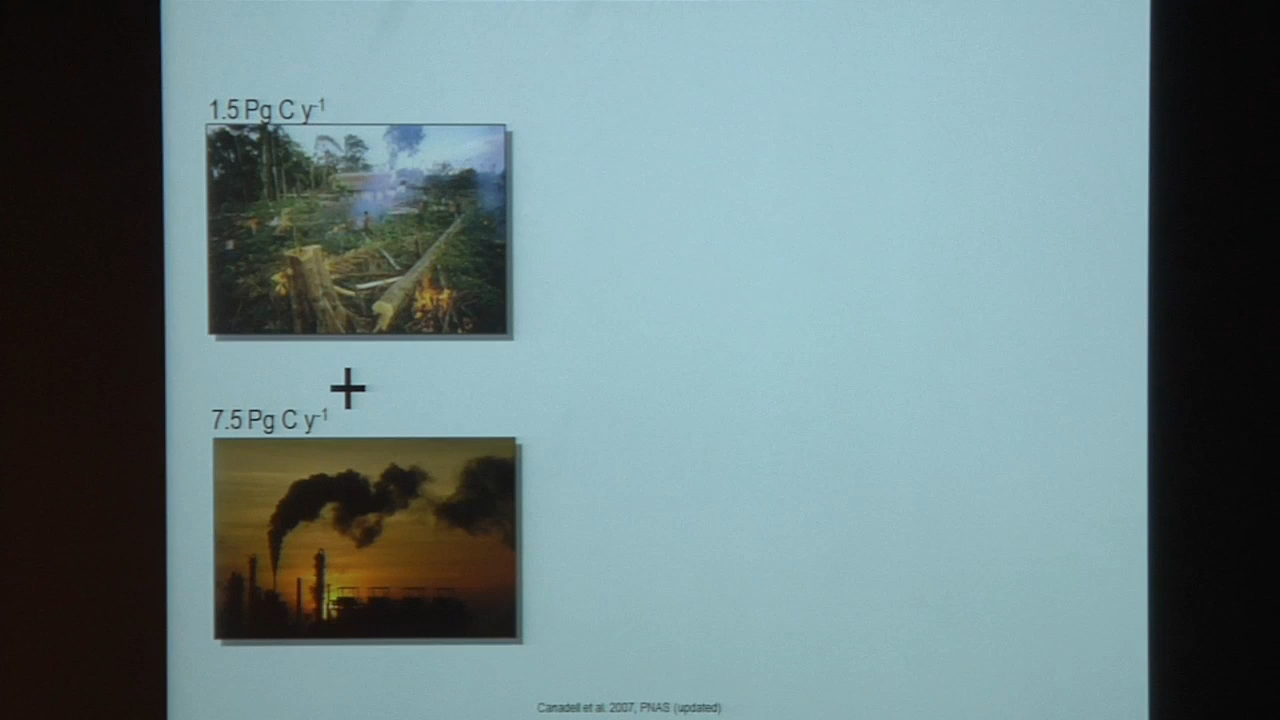 1.5 Pg C y⁻¹
+
7.5 Pg C y⁻¹
Canadell et al. 2007, PNAS (updated)